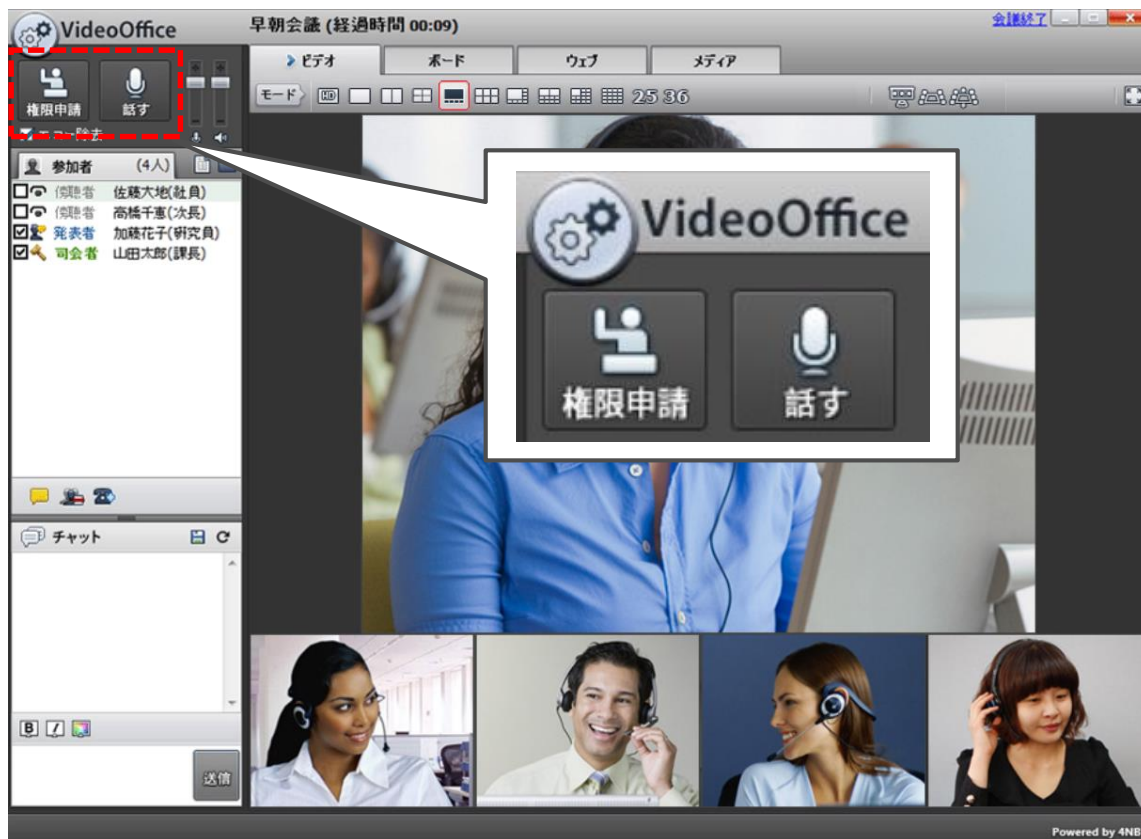 VideoOffice
早朝会議 (経過時間 00:09)
会議終了
ビデオ
ボード
ウェブ
メディア
権限申請
話す
モード
HD
25 36
エコー除去
参加者 (4人)
傍聴者 佐藤大地(社員)
傍聴者 高橋千恵(次長)
発表者 加藤花子(研究員)
司会者 山田太郎(課長)
VideoOffice
権限申請
話す
チャット
B I
送信
Powered by 4NB